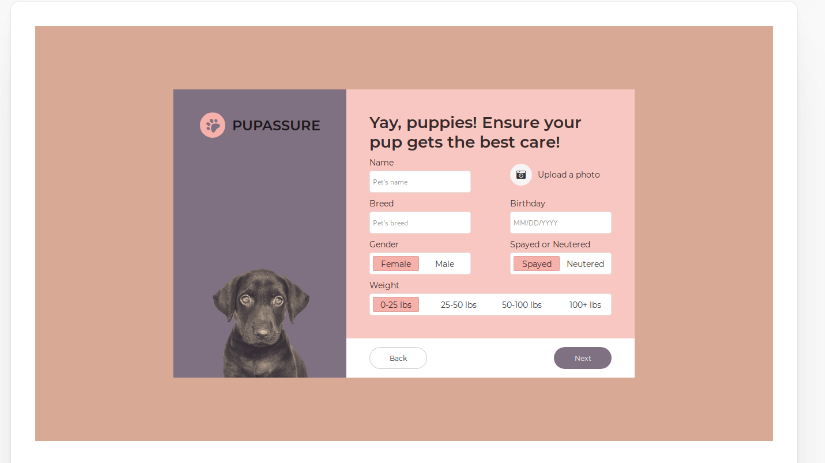 PUPASSURE
Yay, puppies! Ensure your
pup gets the best care!
Name
Pet's name
Upload a photo
Breed
Pet's breed
Birthday
MM/DD/YYYY
Gender
Female Male
Spayed or Neutered
Spayed Neutered
Weight
0-25 lbs 25-50 lbs 50-100 lbs 100+ lbs
Back Next